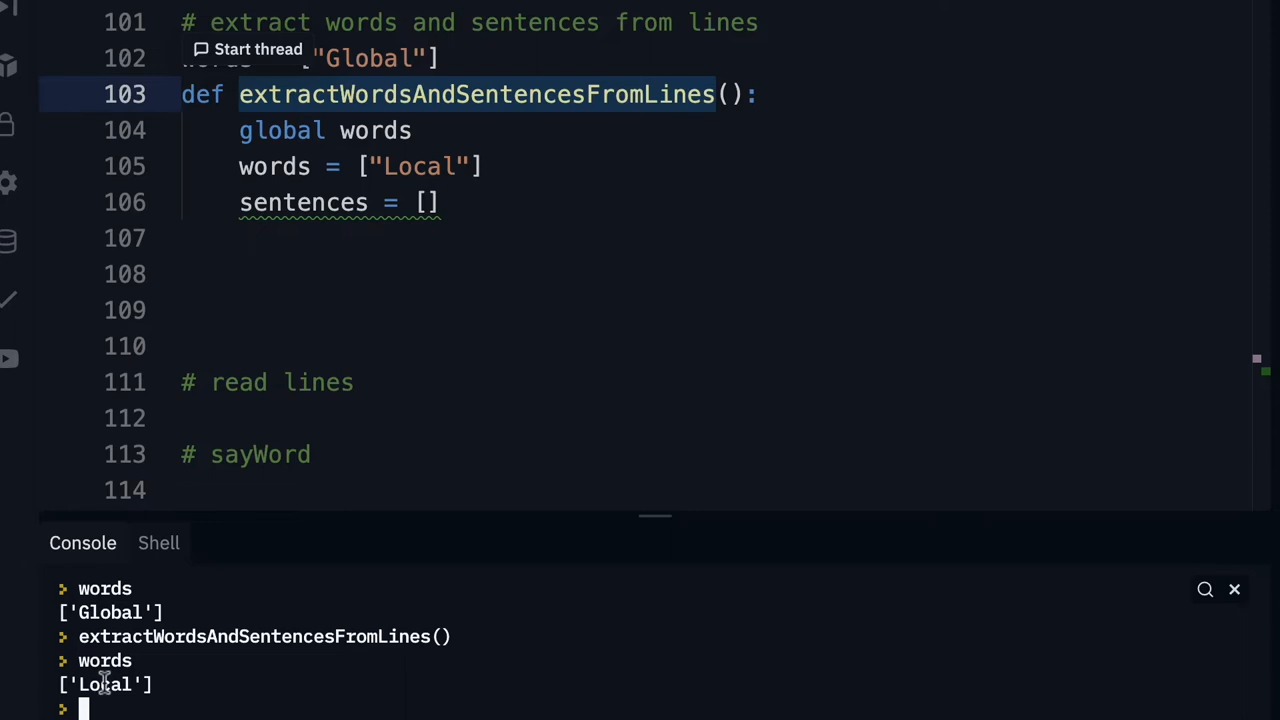 101 # extract words and sentences from lines
Start thread
102 words = ["Global"]
103 def extractWordsAndSentencesFromLines():
104 global words
105 words = ["Local"]
106 sentences = []
107
108
109
110
111 # read lines
112
113 # sayWord
114
Console Shell
> words
['Global']
> extractWordsAndSentencesFromLines()
> words
['Local']
>